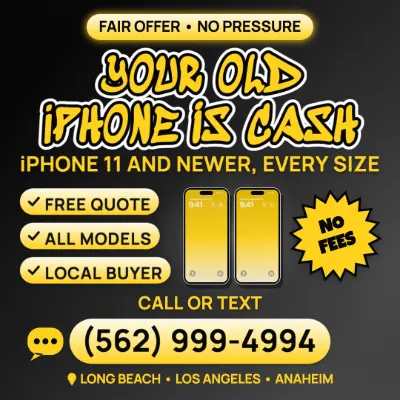 FAIR OFFER • NO PRESSURE
YOUR OLD
iPHONE iS CASH
iPHONE 11 AND NEWER, EVERY SIZE
✓ FREE QUOTE
✓ ALL MODELS
✓ LOCAL BUYER
9:41
9:41
NO
FEES
CALL OR TEXT
(562) 999-4994
LONG BEACH • LOS ANGELES • ANAHEIM